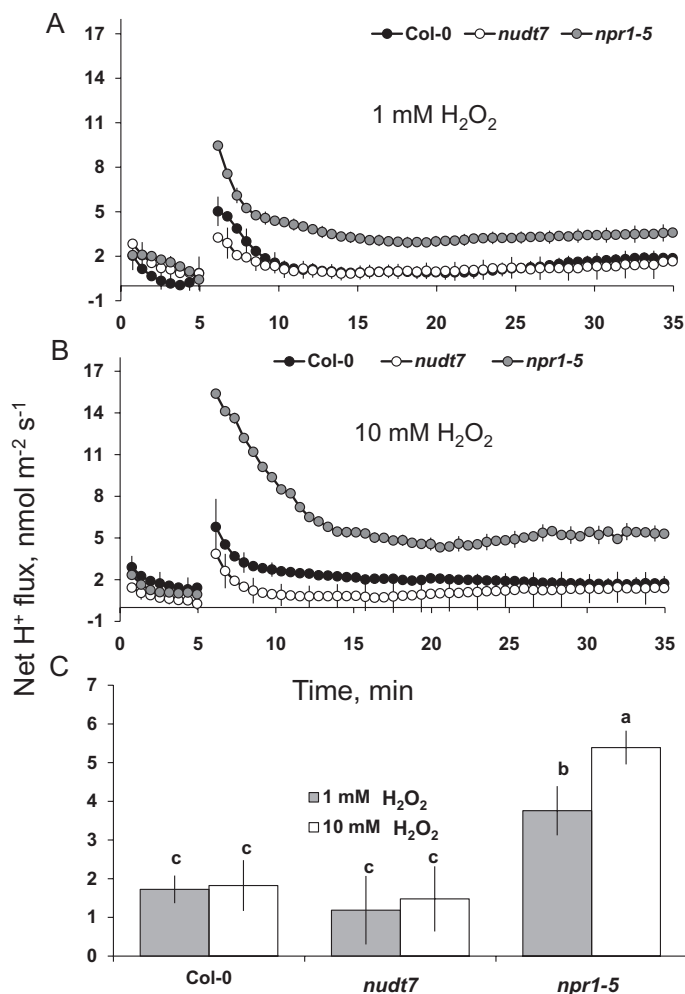 A
Col-0 nudt7 npr1-5
1 mM H₂O₂
17
14
11
8
5
2
-1
0 5 10 15 20 25 30 35
B
Col-0 nudt7 npr1-5
10 mM H₂O₂
17
14
11
8
5
2
-1
0 5 10 15 20 25 30 35
Net H⁺ flux, nmol m⁻² s⁻¹
Time, min
C
7
6
5
4
3
2
1
0
1 mM H₂O₂
10 mM H₂O₂
c c c c b a
Col-0 nudt7 npr1-5